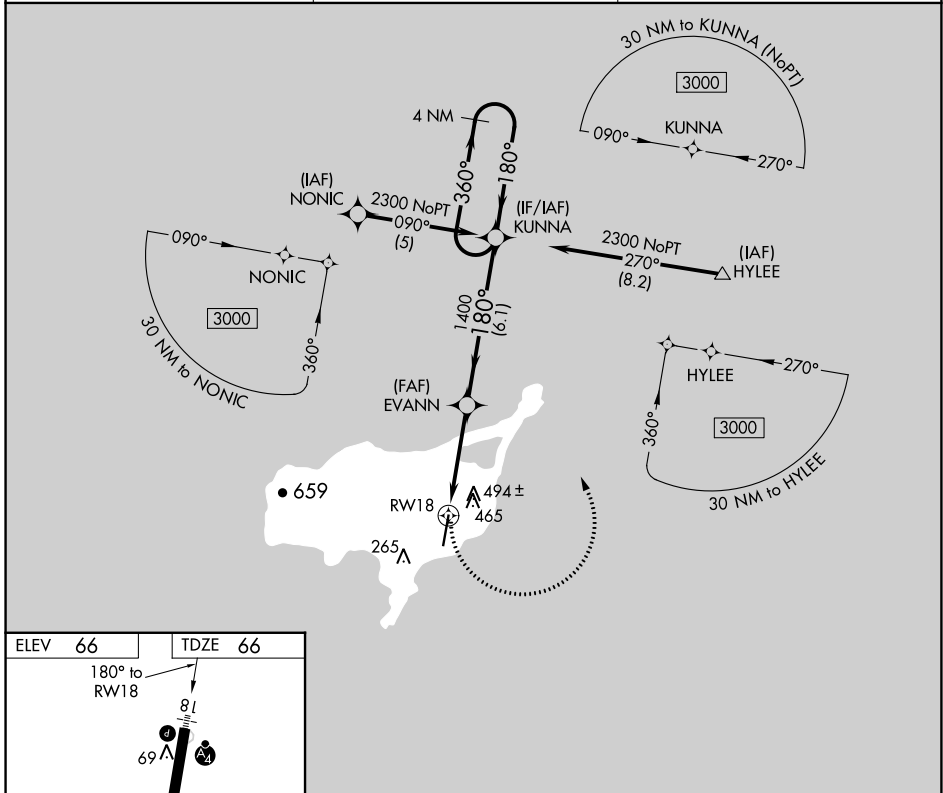 30 NM to KUNNA (NoPT)
3000
090°
KUNNA
270°
4 NM
360°
180°
(IAF)
NONIC
2300 NoPT
090°
(5)
(IF/IAF)
KUNNA
2300 NoPT
270°
(8.2)
(IAF)
HYLEE
090°
NONIC
3000
360°
30 NM to NONIC
1400
180°
(6.1)
HYLEE
270°
360°
3000
30 NM to HYLEE
(FAF)
EVANN
659
RW18
494±
465
265
ELEV 66
TDZE 66
180° to
RW18
18
P
69
A4